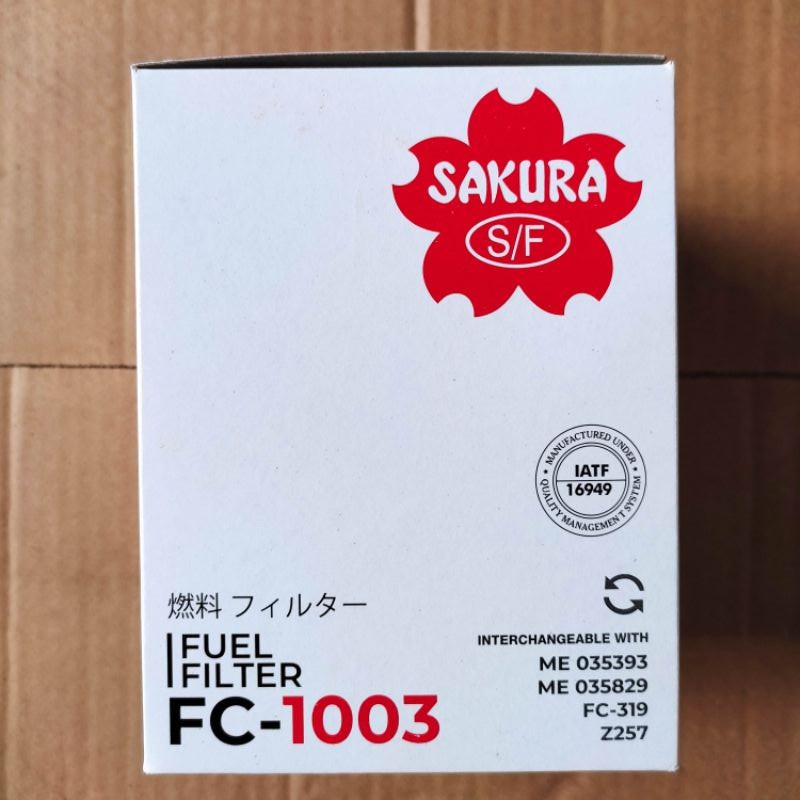 SAKURA
S/F
MANUFACTURED UNDER
IATF
16949
QUALITY MANAGEMENT SYSTEM
燃料 フィルター
FUEL
FILTER
FC-1003
INTERCHANGEABLE WITH
ME 035393
ME 035829
FC-319
Z257